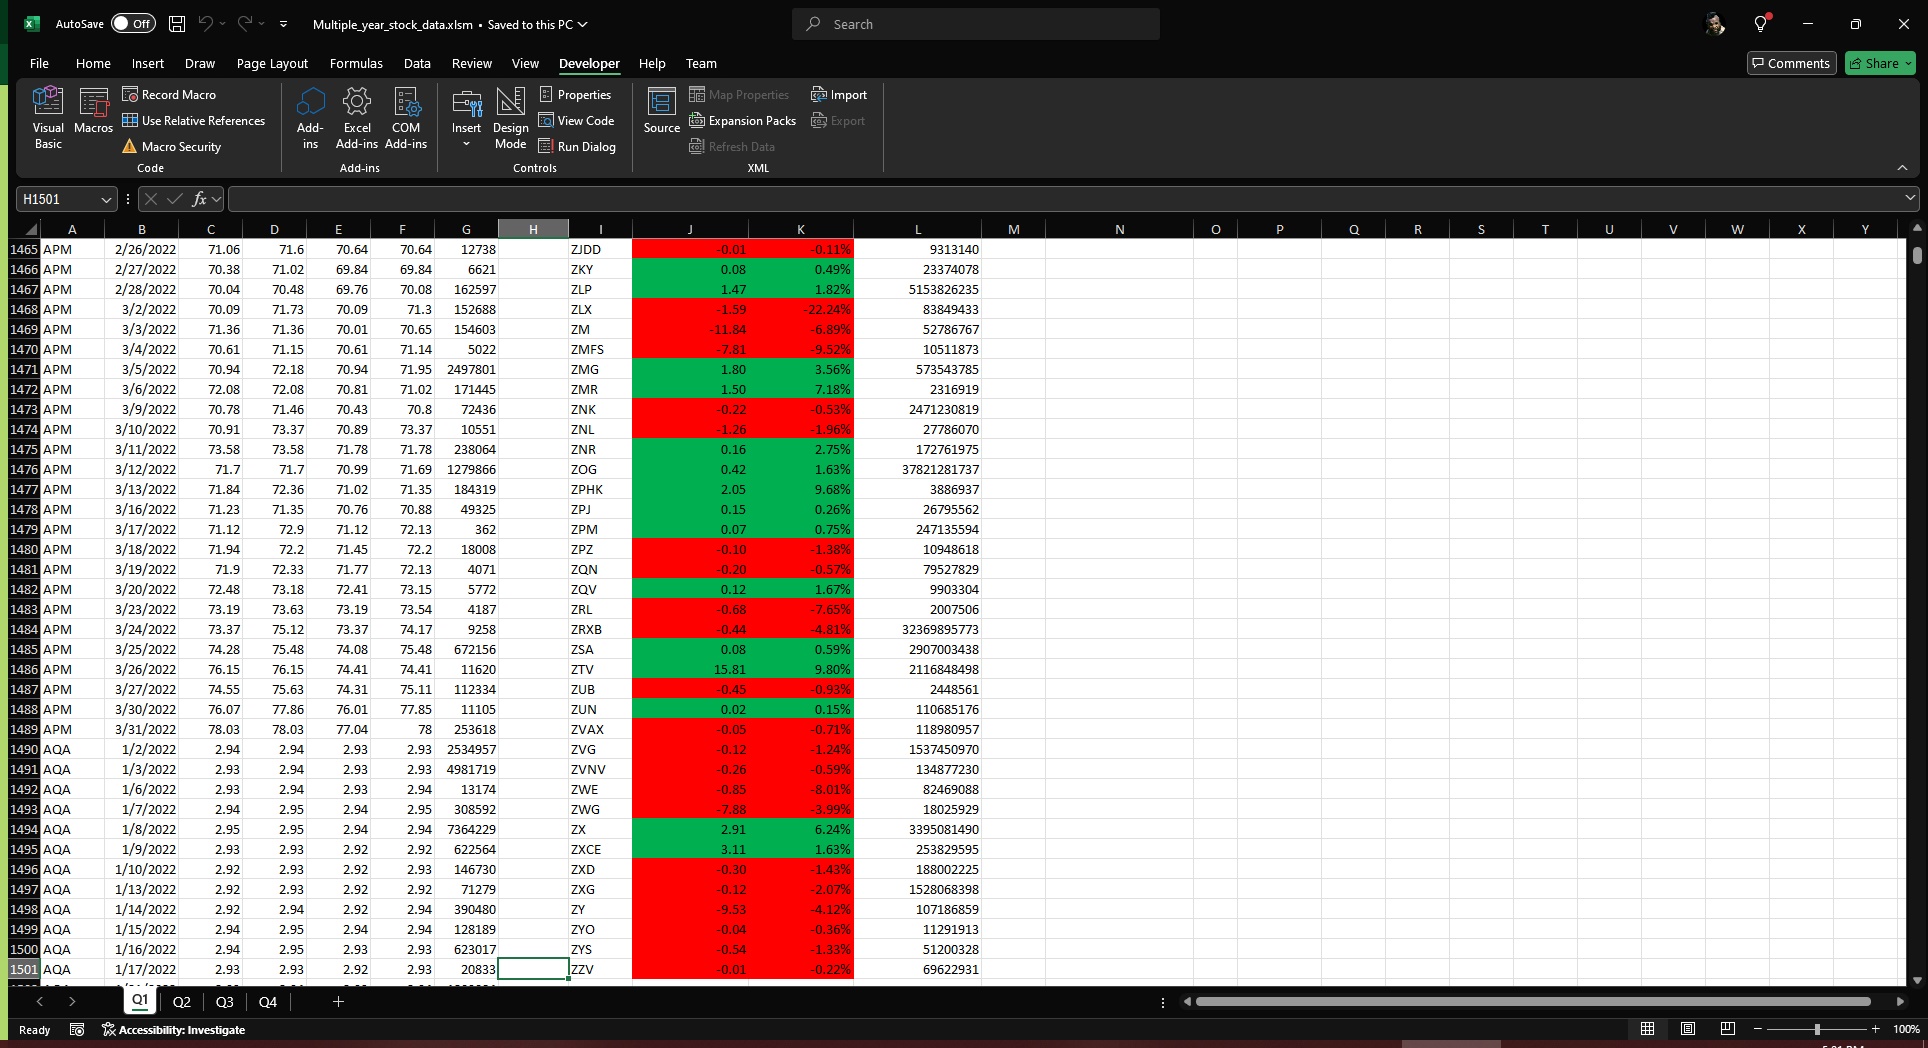 AutoSave Off Multiple_year_stock_data.xlsm • Saved to this PC Search
File Home Insert Draw Page Layout Formulas Data Review View Developer Help Team Comments Share
Visual Basic
Macros
Record Macro
Use Relative References
Macro Security
Code
Add-ins
Excel Add-ins
COM Add-ins
Add-ins
Insert
Design Mode
Properties
View Code
Run Dialog
Controls
Source
Map Properties
Expansion Packs
Refresh Data
Import
Export
XML
H1501 fx
A B C D E F G H I J K L M N O P Q R S T U V W X Y
1465 APM 2/26/2022 71.06 71.6 70.64 70.64 12738 ZJDD -0.01 -0.11% 9313140
1466 APM 2/27/2022 70.38 71.02 69.84 69.84 6621 ZKY 0.08 0.49% 23374078
1467 APM 2/28/2022 70.04 70.48 69.76 70.08 162597 ZLP 1.47 1.82% 5153826235
1468 APM 3/2/2022 70.09 71.73 70.09 71.3 152688 ZLX -1.59 -22.24% 83849433
1469 APM 3/3/2022 71.36 71.36 70.01 70.65 154603 ZM -11.84 -6.89% 52786767
1470 APM 3/4/2022 70.61 71.15 70.61 71.14 5022 ZMFS -7.81 -9.52% 10511873
1471 APM 3/5/2022 70.94 72.18 70.94 71.95 2497801 ZMG 1.80 3.56% 573543785
1472 APM 3/6/2022 72.08 72.08 70.81 71.02 171445 ZMR 1.50 7.18% 2316919
1473 APM 3/9/2022 70.78 71.46 70.43 70.8 72436 ZNK -0.22 -0.53% 2471230819
1474 APM 3/10/2022 70.91 73.37 70.89 73.37 10551 ZNL -1.26 -1.96% 27786070
1475 APM 3/11/2022 73.58 73.58 71.78 71.78 238064 ZNR 0.16 2.75% 172761975
1476 APM 3/12/2022 71.7 71.7 70.99 71.69 1279866 ZOG 0.42 1.63% 37821281737
1477 APM 3/13/2022 71.84 72.36 71.02 71.35 184319 ZPHK 2.05 9.68% 3886937
1478 APM 3/16/2022 71.23 71.35 70.76 70.88 49325 ZPJ 0.15 0.26% 26795562
1479 APM 3/17/2022 71.12 72.9 71.12 72.13 362 ZPM 0.07 0.75% 247135594
1480 APM 3/18/2022 71.94 72.2 71.45 72.2 18008 ZPZ -0.10 -1.38% 10948618
1481 APM 3/19/2022 71.9 72.33 71.77 72.13 4071 ZQN -0.20 -0.57% 79527829
1482 APM 3/20/2022 72.48 73.18 72.41 73.15 5772 ZQV 0.12 1.67% 9903304
1483 APM 3/23/2022 73.19 73.63 73.19 73.54 4187 ZRL -0.68 -7.65% 2007506
1484 APM 3/24/2022 73.37 75.12 73.37 74.17 9258 ZRXB -0.44 -4.81% 32369895773
1485 APM 3/25/2022 74.28 75.48 74.08 75.48 672156 ZSA 0.08 0.59% 2907003438
1486 APM 3/26/2022 76.15 76.15 74.41 74.41 11620 ZTV 15.81 9.80% 2116848498
1487 APM 3/27/2022 74.55 75.63 74.31 75.11 112334 ZUB -0.45 -0.93% 2448561
1488 APM 3/30/2022 76.07 77.86 76.01 77.85 11105 ZUN 0.02 0.15% 110685176
1489 APM 3/31/2022 78.03 78.03 77.04 78 253618 ZVAX -0.05 -0.71% 118980957
1490 AQA 1/2/2022 2.94 2.94 2.93 2.93 2534957 ZVG -0.12 -1.24% 1537450970
1491 AQA 1/3/2022 2.93 2.94 2.93 2.93 4981719 ZVNV -0.26 -0.59% 134877230
1492 AQA 1/6/2022 2.93 2.94 2.93 2.94 13174 ZWE -0.85 -8.01% 82469088
1493 AQA 1/7/2022 2.94 2.95 2.94 2.95 308592 ZWG -7.88 -3.99% 18025929
1494 AQA 1/8/2022 2.95 2.95 2.94 2.94 7364229 ZX 2.91 6.24% 3395081490
1495 AQA 1/9/2022 2.93 2.93 2.92 2.92 622564 ZXCE 3.11 1.63% 253829595
1496 AQA 1/10/2022 2.92 2.93 2.92 2.93 146730 ZXD -0.30 -1.43% 188002225
1497 AQA 1/13/2022 2.92 2.93 2.92 2.92 71279 ZXG -0.12 -2.07% 1528068398
1498 AQA 1/14/2022 2.92 2.94 2.92 2.94 390480 ZY -9.53 -4.12% 107186859
1499 AQA 1/15/2022 2.94 2.95 2.94 2.94 128189 ZYO -0.04 -0.36% 11291913
1500 AQA 1/16/2022 2.94 2.95 2.93 2.93 623017 ZYS -0.54 -1.33% 51200328
1501 AQA 1/17/2022 2.93 2.93 2.92 2.93 20833 ZZV -0.01 -0.22% 69622931
Q1 Q2 Q3 Q4
Ready Accessibility: Investigate 100%